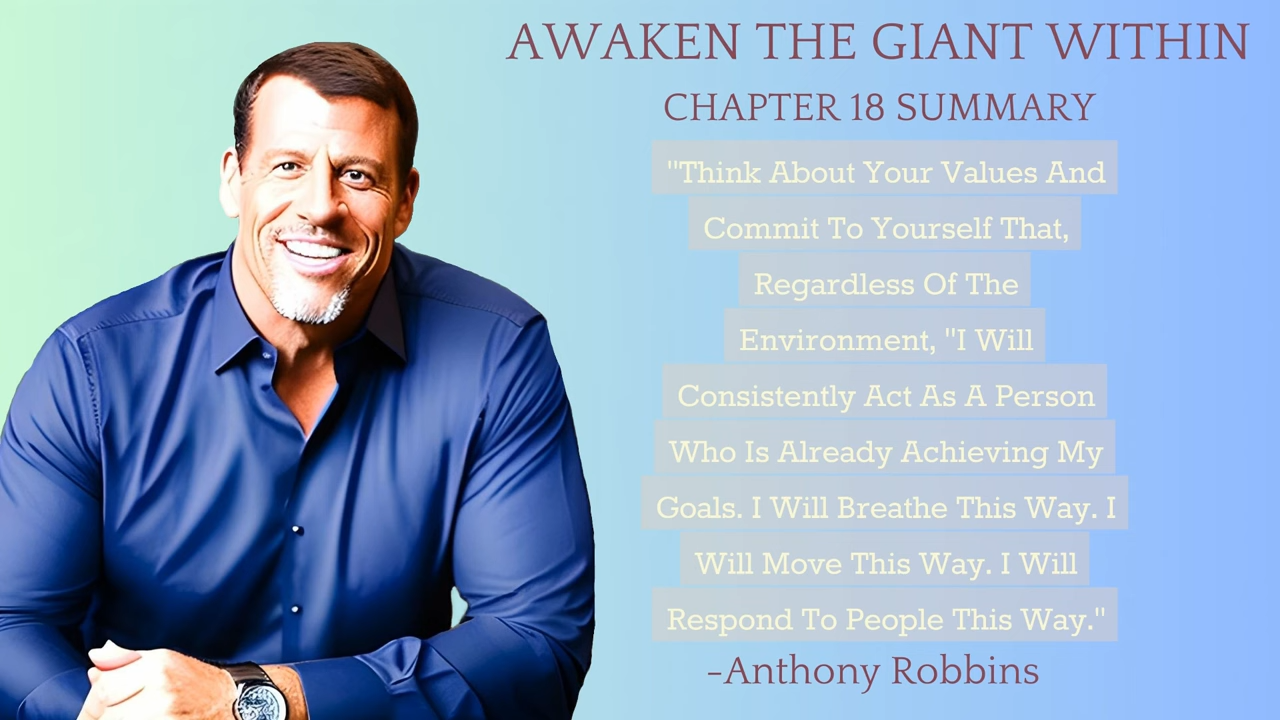 AWAKEN THE GIANT WITHIN
CHAPTER 18 SUMMARY
"Think About Your Values And
Commit To Yourself That,
Regardless Of The
Environment, "I Will
Consistently Act As A Person
Who Is Already Achieving My
Goals. I Will Breathe This Way. I
Will Move This Way. I Will
Respond To People This Way."
-Anthony Robbins